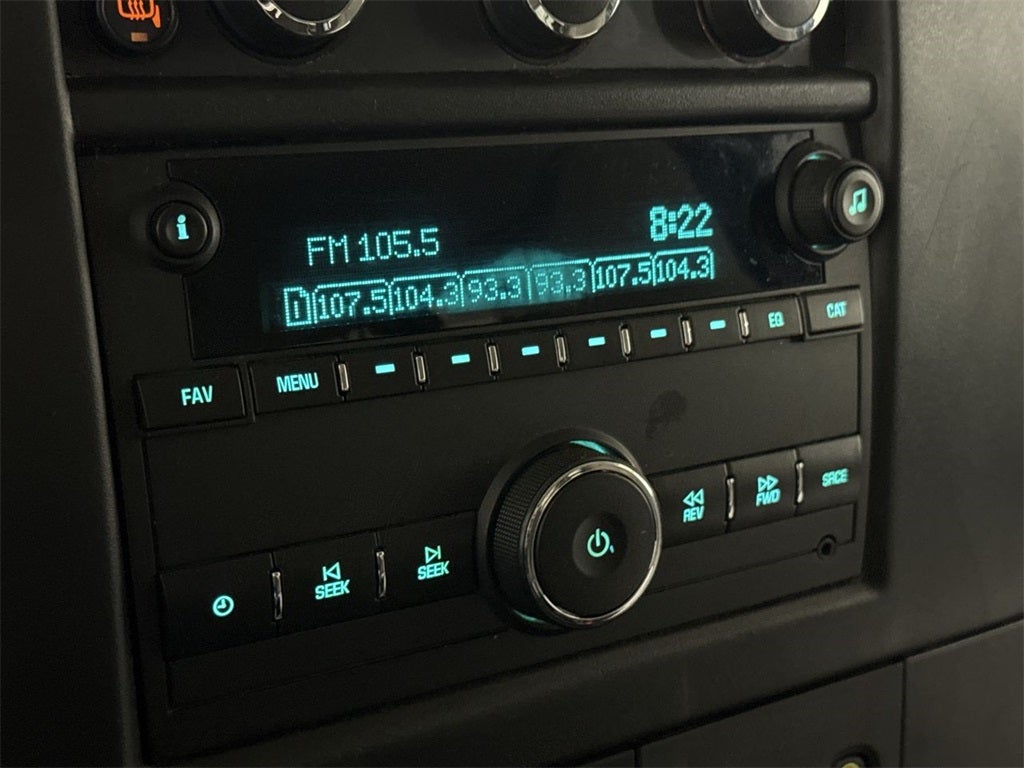 i
FM 105.5 8:22
1 107.5 104.3 93.3 93.3 107.5 104.3
FAV MENU EQ CAT
SEEK SEEK REV FWD SRCE